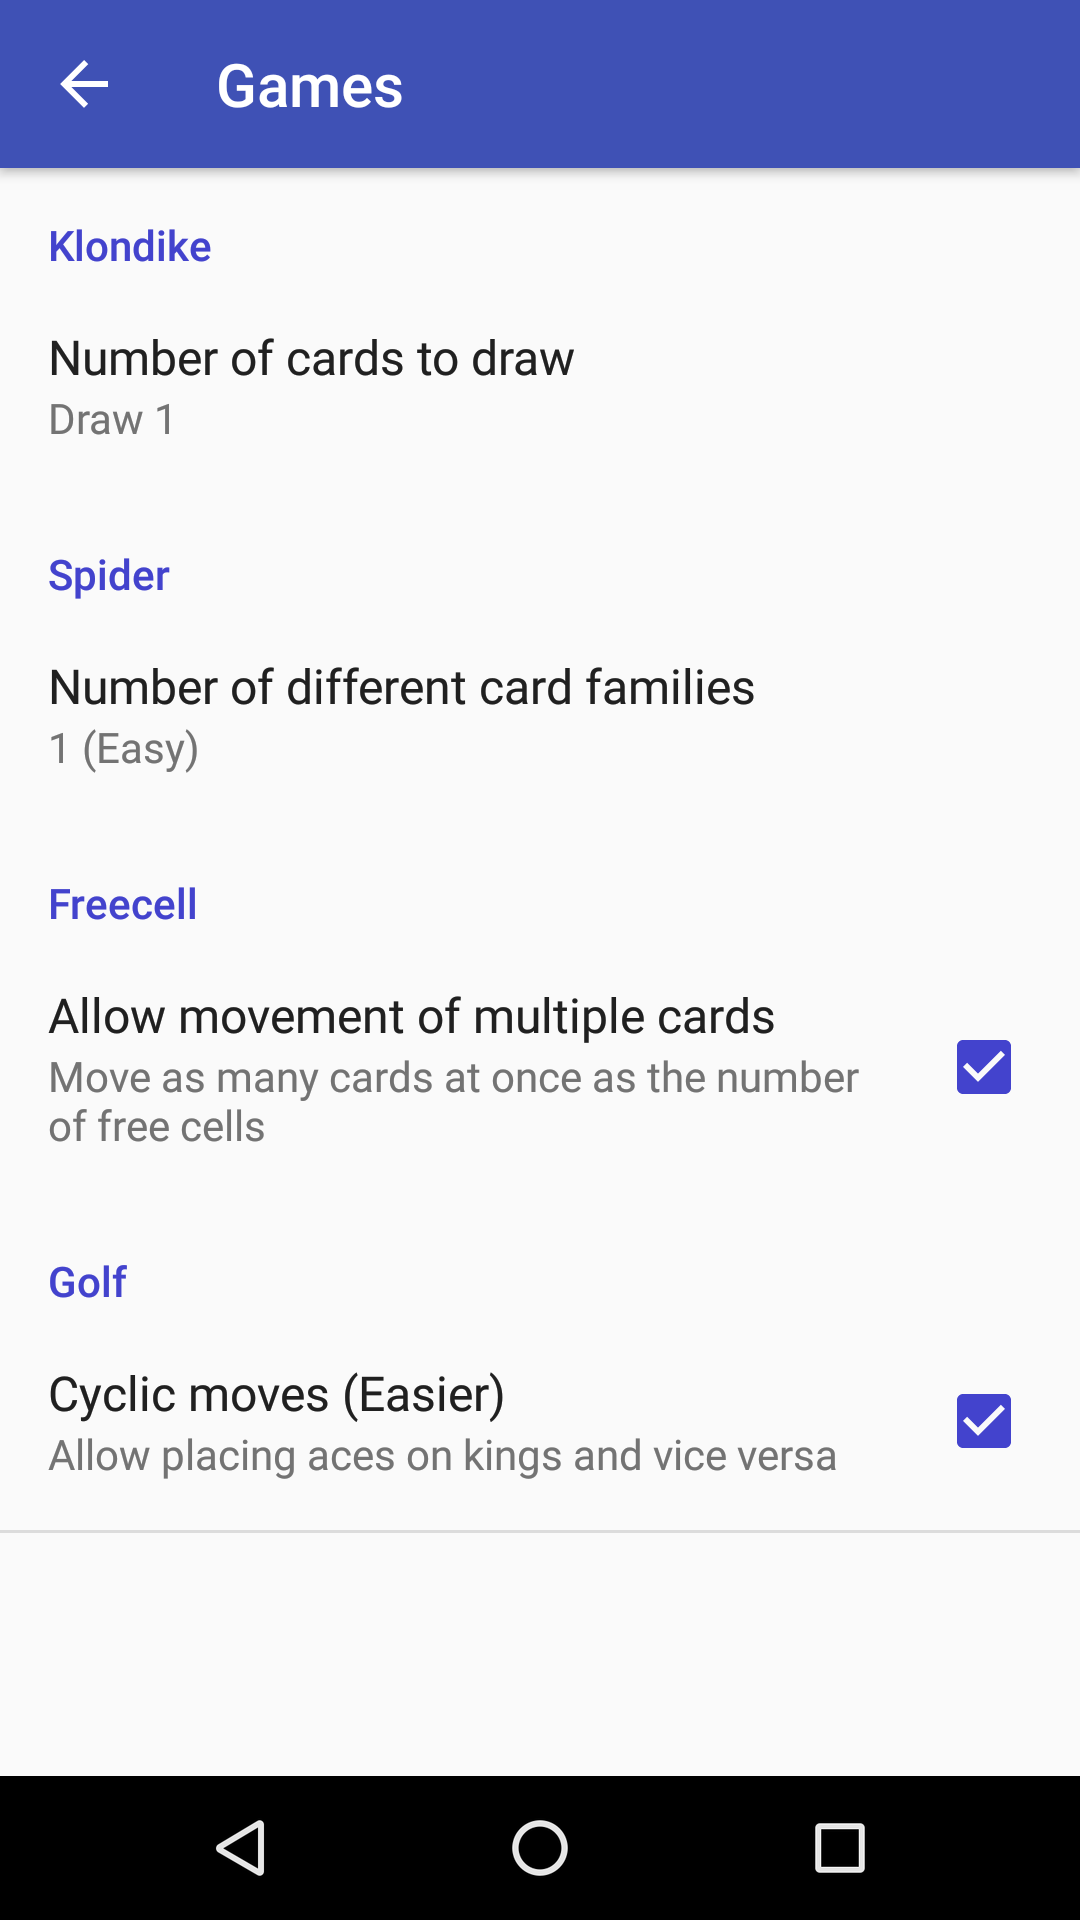 Games
Klondike
Number of cards to draw
Draw 1
Spider
Number of different card families
1 (Easy)
Freecell
Allow movement of multiple cards
Move as many cards at once as the number
of free cells
Golf
Cyclic moves (Easier)
Allow placing aces on kings and vice versa